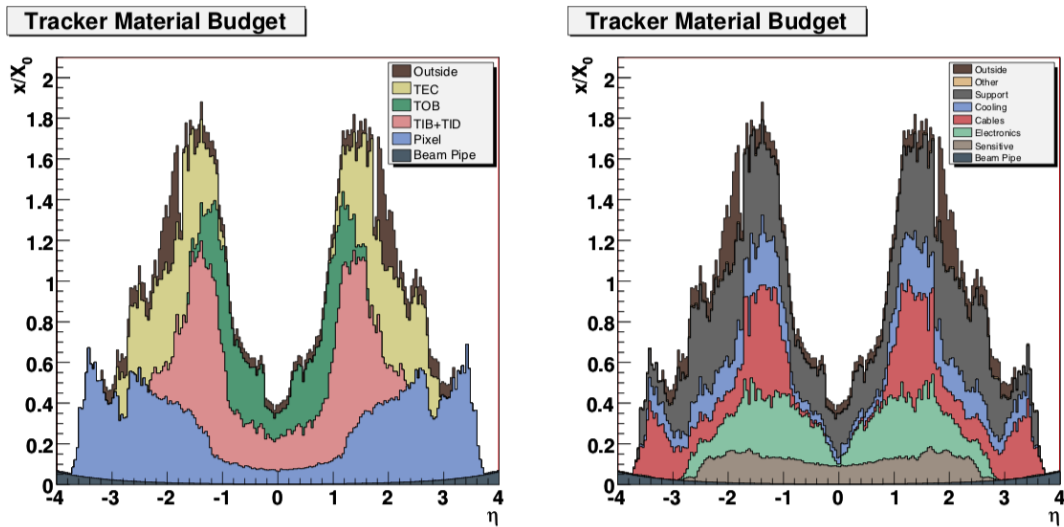 Tracker Material Budget
x/X0
2
1.8
1.6
1.4
1.2
1
0.8
0.6
0.4
0.2
0
-4 -3 -2 -1 0 1 2 3 4
η
Outside
TEC
TOB
TIB+TID
Pixel
Beam Pipe
Tracker Material Budget
x/X0
2
1.8
1.6
1.4
1.2
1
0.8
0.6
0.4
0.2
0
-4 -3 -2 -1 0 1 2 3 4
η
Outside
Other
Support
Cooling
Cables
Electronics
Sensitive
Beam Pipe